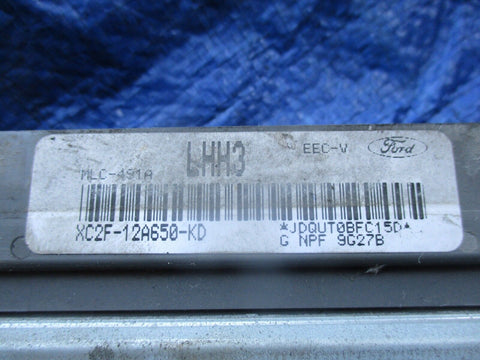 LHH3
EEC-V
Ford
MLC-491A
XC2F-12A650-KD
*JDQUT0BFC15D*
G NPF 9G27B